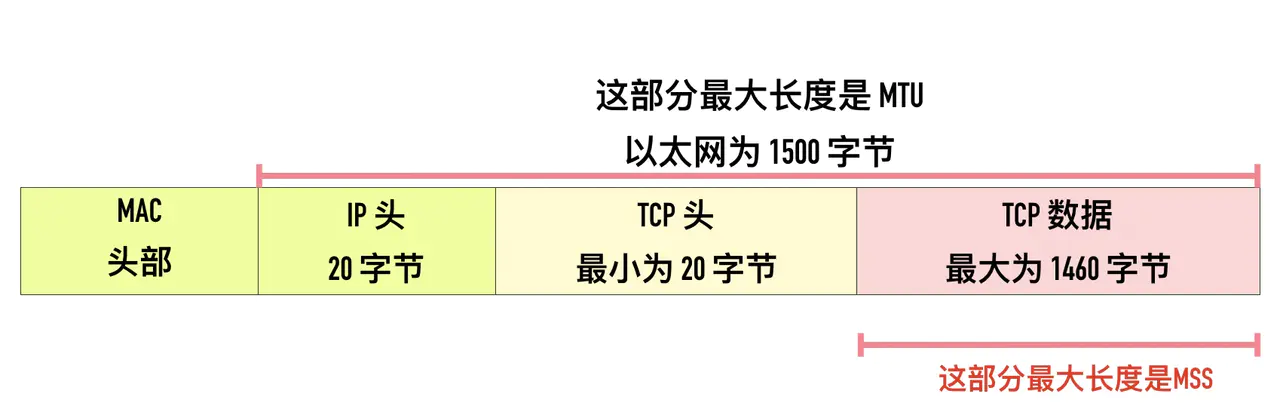 这部分最大长度是 MTU
以太网为 1500 字节
MAC
头部
IP 头
20 字节
TCP 头
最小为 20 字节
TCP 数据
最大为 1460 字节
这部分最大长度是MSS